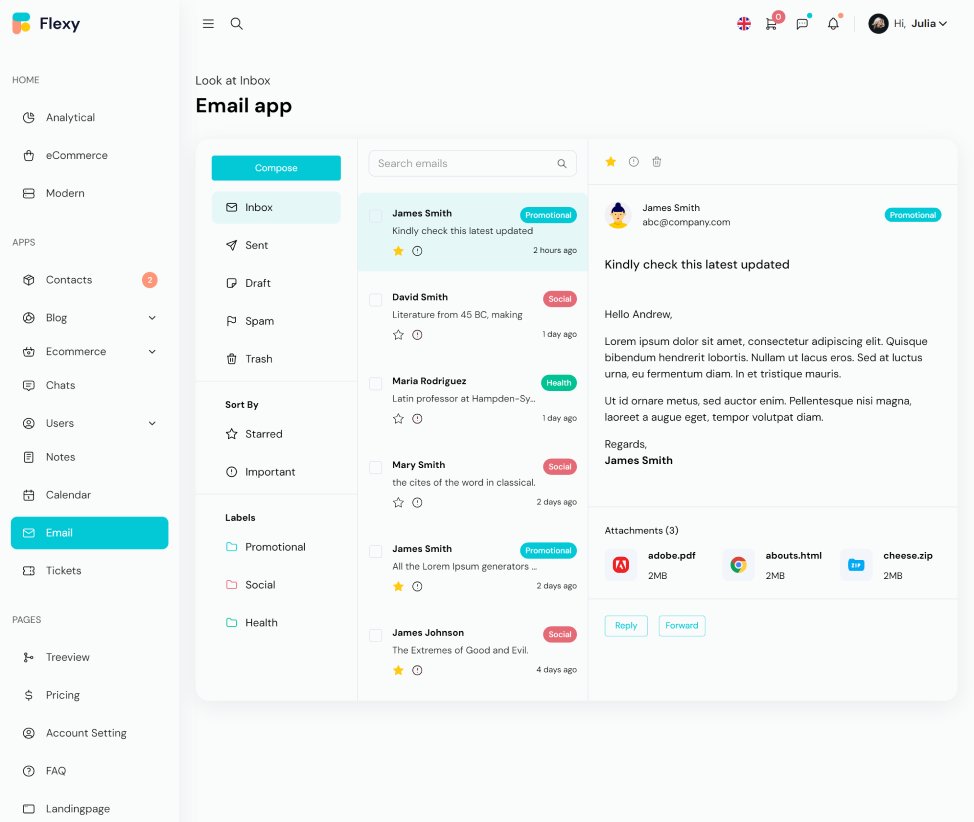 Flexy
HOME
Analytical
eCommerce
Modern
APPS
Contacts
2
Blog
Ecommerce
Chats
Users
Notes
Calendar
Email
Tickets
PAGES
Treeview
Pricing
Account Setting
FAQ
Landingpage
0
Hi, Julia
Look at Inbox
Email app
Compose
Inbox
Sent
Draft
Spam
Trash
Sort By
Starred
Important
Labels
Promotional
Social
Health
Search emails
James Smith
Promotional
Kindly check this latest updated
2 hours ago
David Smith
Social
Literature from 45 BC, making
1 day ago
Maria Rodriguez
Health
Latin professor at Hampden-Sy...
1 day ago
Mary Smith
Social
the cites of the word in classical.
2 days ago
James Smith
Promotional
All the Lorem Ipsum generators ...
2 days ago
James Johnson
Social
The Extremes of Good and Evil.
4 days ago
James Smith
abc@company.com
Promotional
Kindly check this latest updated
Hello Andrew,
Lorem ipsum dolor sit amet, consectetur adipiscing elit. Quisque
bibendum hendrerit lobortis. Nullam ut lacus eros. Sed at luctus
urna, eu fermentum diam. In et tristique mauris.
Ut id ornare metus, sed auctor enim. Pellentesque nisi magna,
laoreet a augue eget, tempor volutpat diam.
Regards,
James Smith
Attachments (3)
adobe.pdf
2MB
abouts.html
2MB
ZIP
cheese.zip
2MB
Reply
Forward